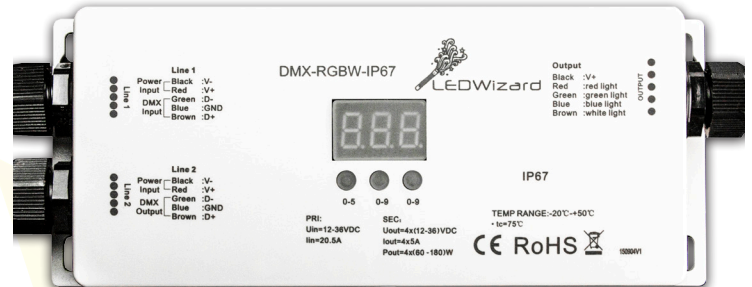 Line 1
Power Input
Black :V-
Red :V+
DMX Input
Green :D-
Blue :GND
Brown :D+
Line 1
Line 2
Power Input
Black :V-
Red :V+
DMX Output
Green :D-
Blue :GND
Brown :D+
Line 2
DMX-RGBW-IP67
LEDWizard
8.8.8.
0-5 0-9 0-9
PRI:
Uin=12-36VDC
Iin=20.5A
SEC:
Uout=4x(12-36)VDC
Iout=4x5A
Pout=4x(60-180)W
Output
Black :V+
Red :red light
Green :green light
Blue :blue light
Brown :white light
OUTPUT
IP67
TEMP RANGE:-20℃-+50℃
• tc=75℃
CE RoHS
150904V1